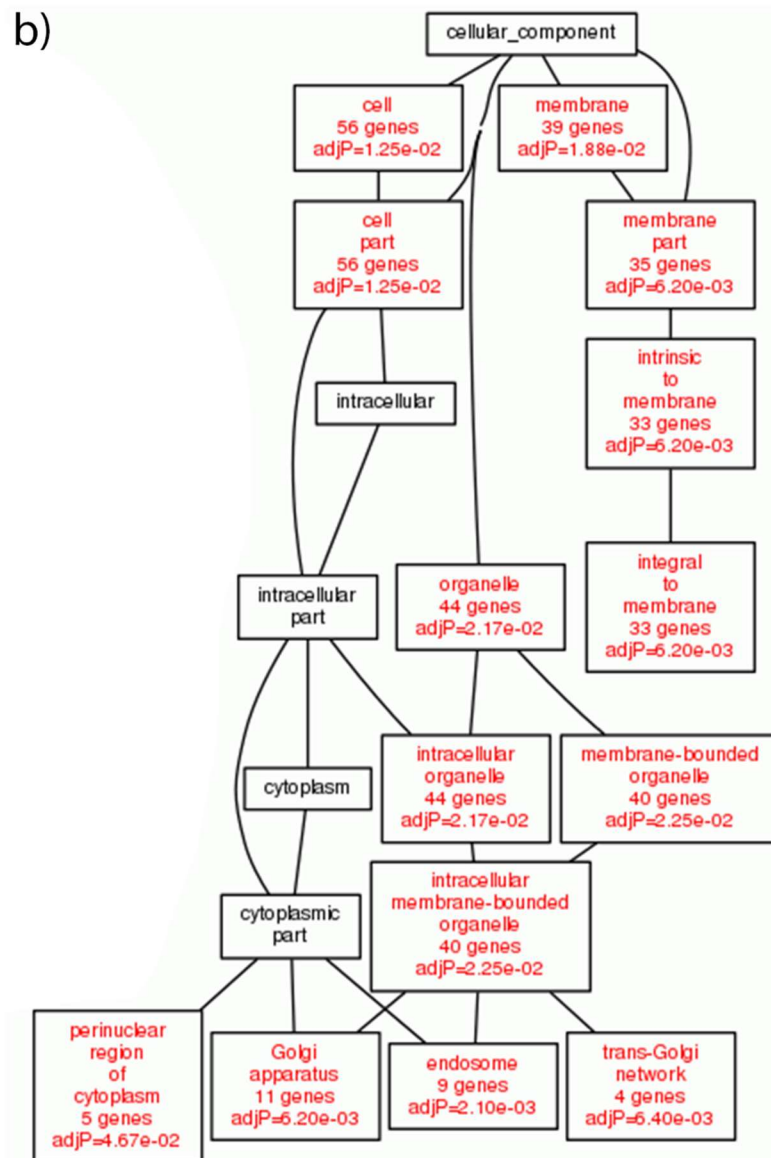 b)
cellular_component
cell
56 genes
adjP=1.25e-02
membrane
39 genes
adjP=1.88e-02
cell
part
56 genes
adjP=1.25e-02
membrane
part
35 genes
adjP=6.20e-03
intrinsic
to
membrane
33 genes
adjP=6.20e-03
intracellular
integral
to
membrane
33 genes
adjP=6.20e-03
organelle
44 genes
adjP=2.17e-02
intracellular
part
intracellular
organelle
44 genes
adjP=2.17e-02
membrane-bounded
organelle
40 genes
adjP=2.25e-02
cytoplasm
intracellular
membrane-bounded
organelle
40 genes
adjP=2.25e-02
cytoplasmic
part
perinuclear
region
of
cytoplasm
5 genes
adjP=4.67e-02
Golgi
apparatus
11 genes
adjP=6.20e-03
endosome
9 genes
adjP=2.10e-03
trans-Golgi
network
4 genes
adjP=6.40e-03